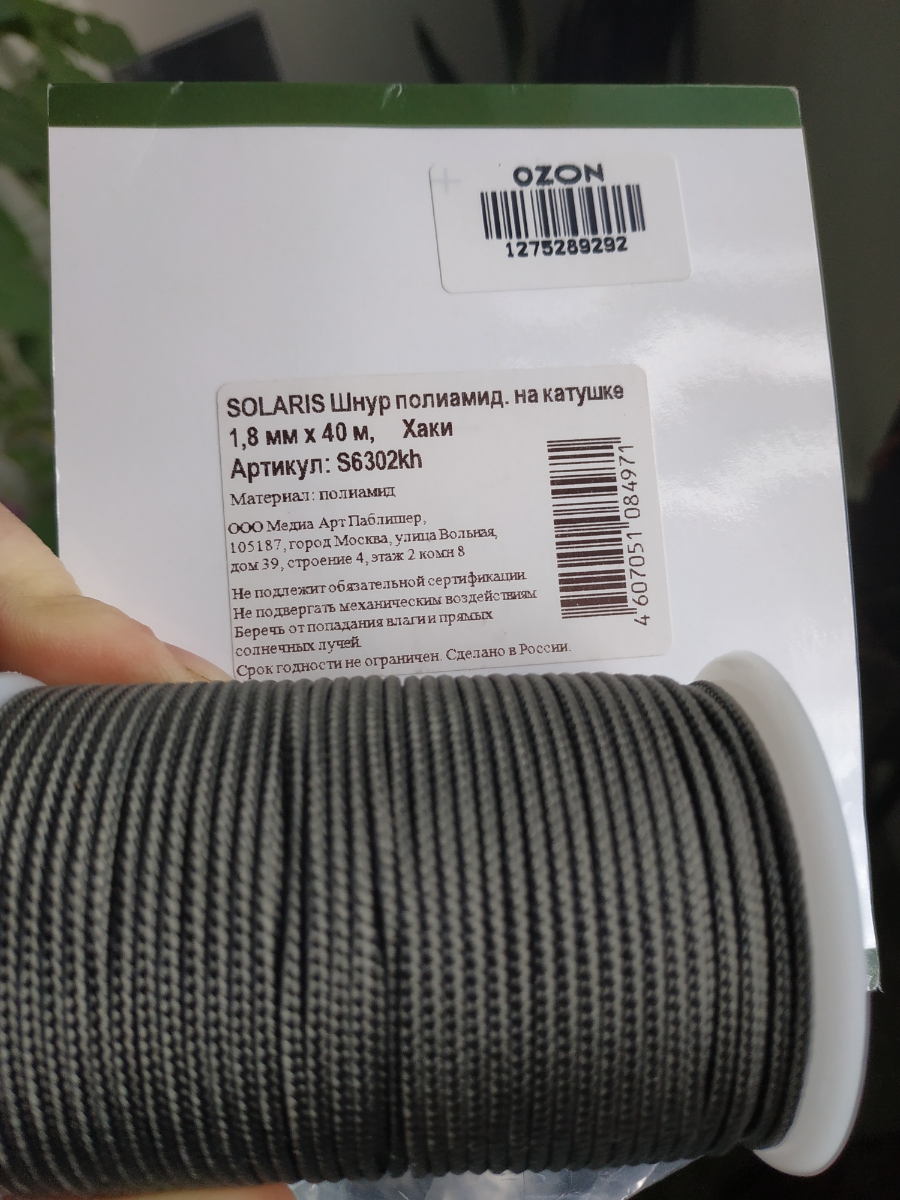 OZON
1275289292
SOLARIS Шнур полиамид. на катушке
1,8 мм х 40 м, Хаки
Артикул: S6302kh
Материал: полиамид
ООО Медиа Арт Паблишер,
105187, город Москва, улица Вольная,
дом 39, строение 4, этаж 2 комн 8
Не подлежит обязательной сертификации.
Не подвергать механическим воздействиям
Беречь от попадания влаги и прямых
солнечных лучей.
Срок годности не ограничен. Сделано в России.
4 607051 084971